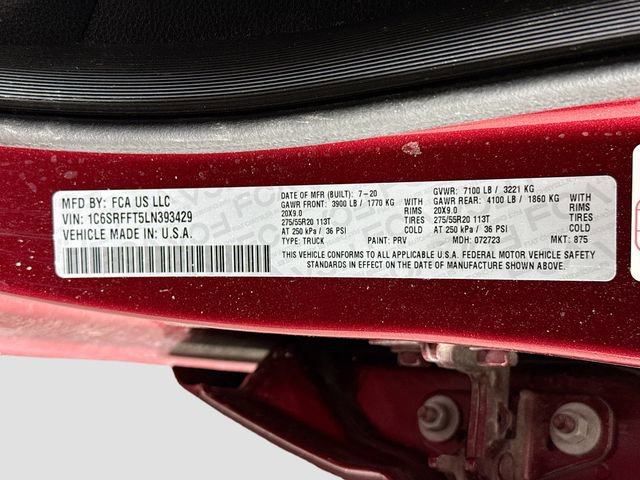 MFD BY: FCA US LLC
VIN: 1C6SRFFT5LN393429
VEHICLE MADE IN: U.S.A.
DATE OF MFR (BUILT): 7-20
GAWR FRONT: 3900 LB / 1770 KG WITH
20X9.0 RIMS
275/55R20 113T TIRES
AT 250 kPa / 36 PSI COLD
TYPE: TRUCK PAINT: PRV
GVWR: 7100 LB / 3221 KG
GAWR REAR: 4100 LB / 1860 KG WITH
20X9.0 RIMS
275/55R20 113T TIRES
AT 250 kPa / 36 PSI COLD
MDH: 072723 MKT: 875
THIS VEHICLE CONFORMS TO ALL APPLICABLE U.S.A. FEDERAL MOTOR VEHICLE SAFETY
STANDARDS IN EFFECT ON THE DATE OF MANUFACTURE SHOWN ABOVE.